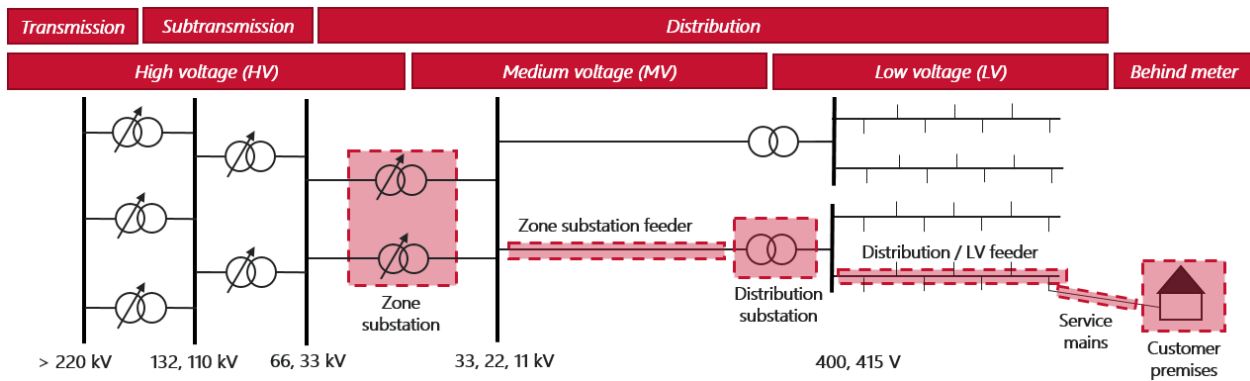 Transmission
Subtransmission
Distribution
High voltage (HV)
Medium voltage (MV)
Low voltage (LV)
Behind meter
Zone substation feeder
Distribution / LV feeder
Zone
substation
Distribution
substation
Service
mains
Customer
premises
> 220 kV
132, 110 kV
66, 33 kV
33, 22, 11 kV
400, 415 V